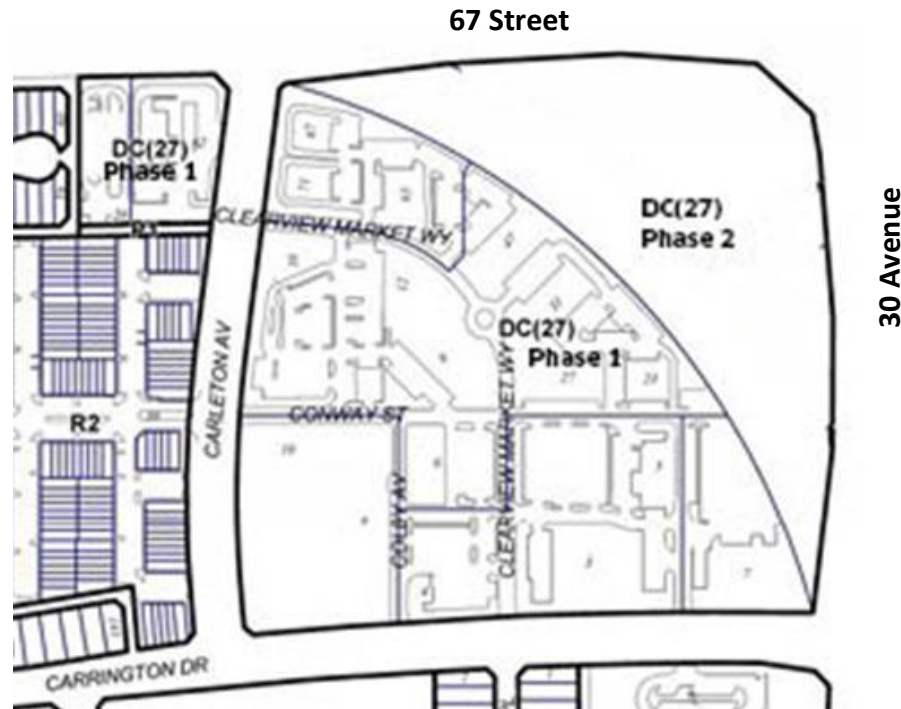 67 Street
DC(27)
Phase 1
R3
CLEARVIEW MARKET WY
DC(27)
Phase 2
30 Avenue
DC(27)
Phase 1
CARLETON AV
CLEARVIEW MARKET WY
CONWAY ST
R2
COLBY AV
CARRINGTON DR